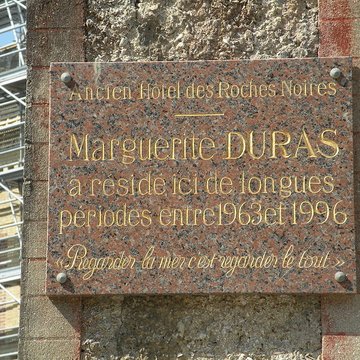 Ancien Hôtel des Roches Noires
Marguerite DURAS
a résidé ici de longues
périodes entre 1963 et 1996
« Regarder la mer c'est regarder le tout »